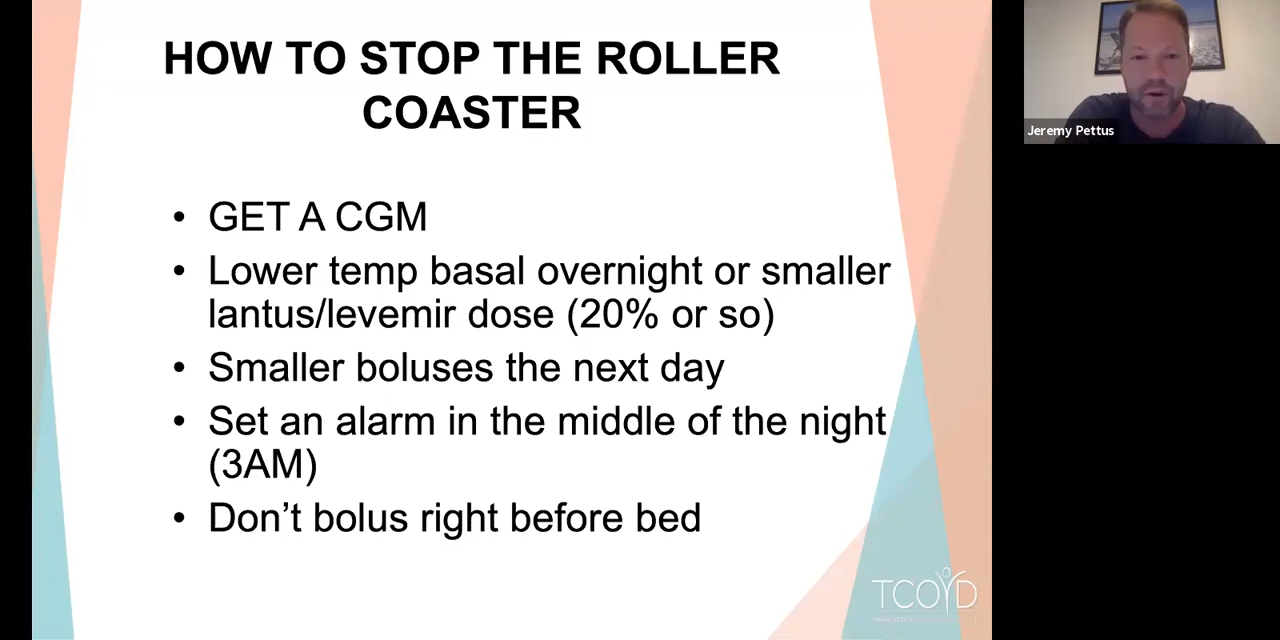 HOW TO STOP THE ROLLER
COASTER
• GET A CGM
• Lower temp basal overnight or smaller
lantus/levemir dose (20% or so)
• Smaller boluses the next day
• Set an alarm in the middle of the night
(3AM)
• Don’t bolus right before bed
TCOYD
Jeremy Pettus